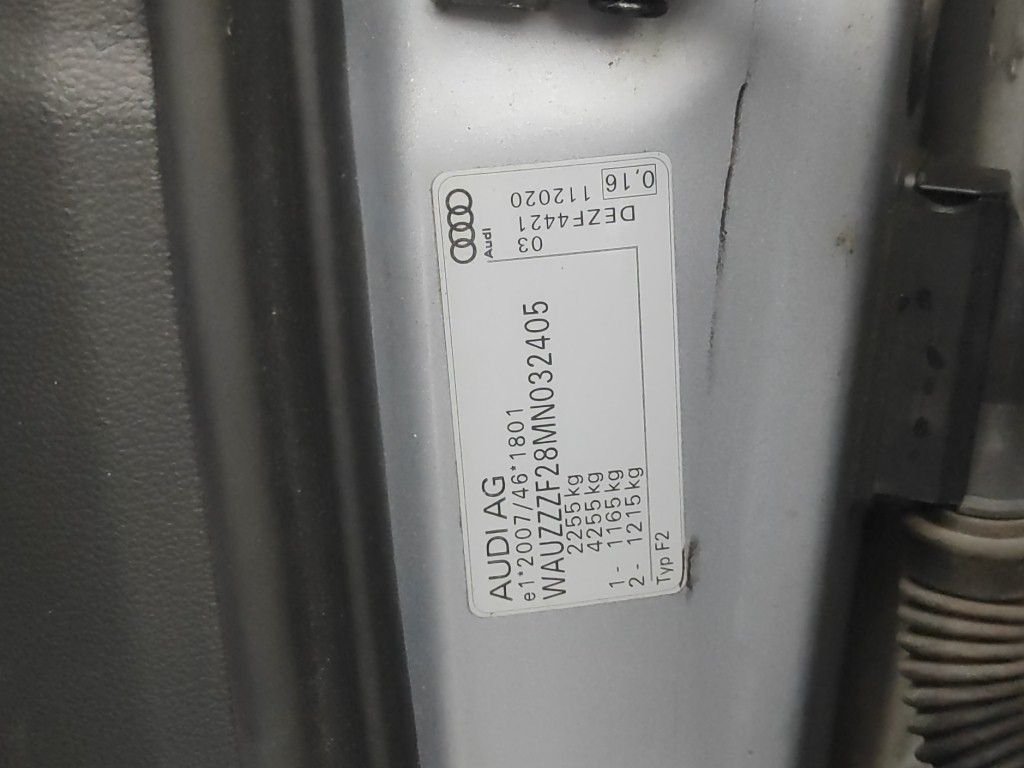 AUDI AG
e1*2007/46*1801
WAUZZZF28MN032405
2255kg
4255kg
1 - 1165kg
2 - 1215kg
Typ F2
Audi
03
DEZF4421
112020
0,16